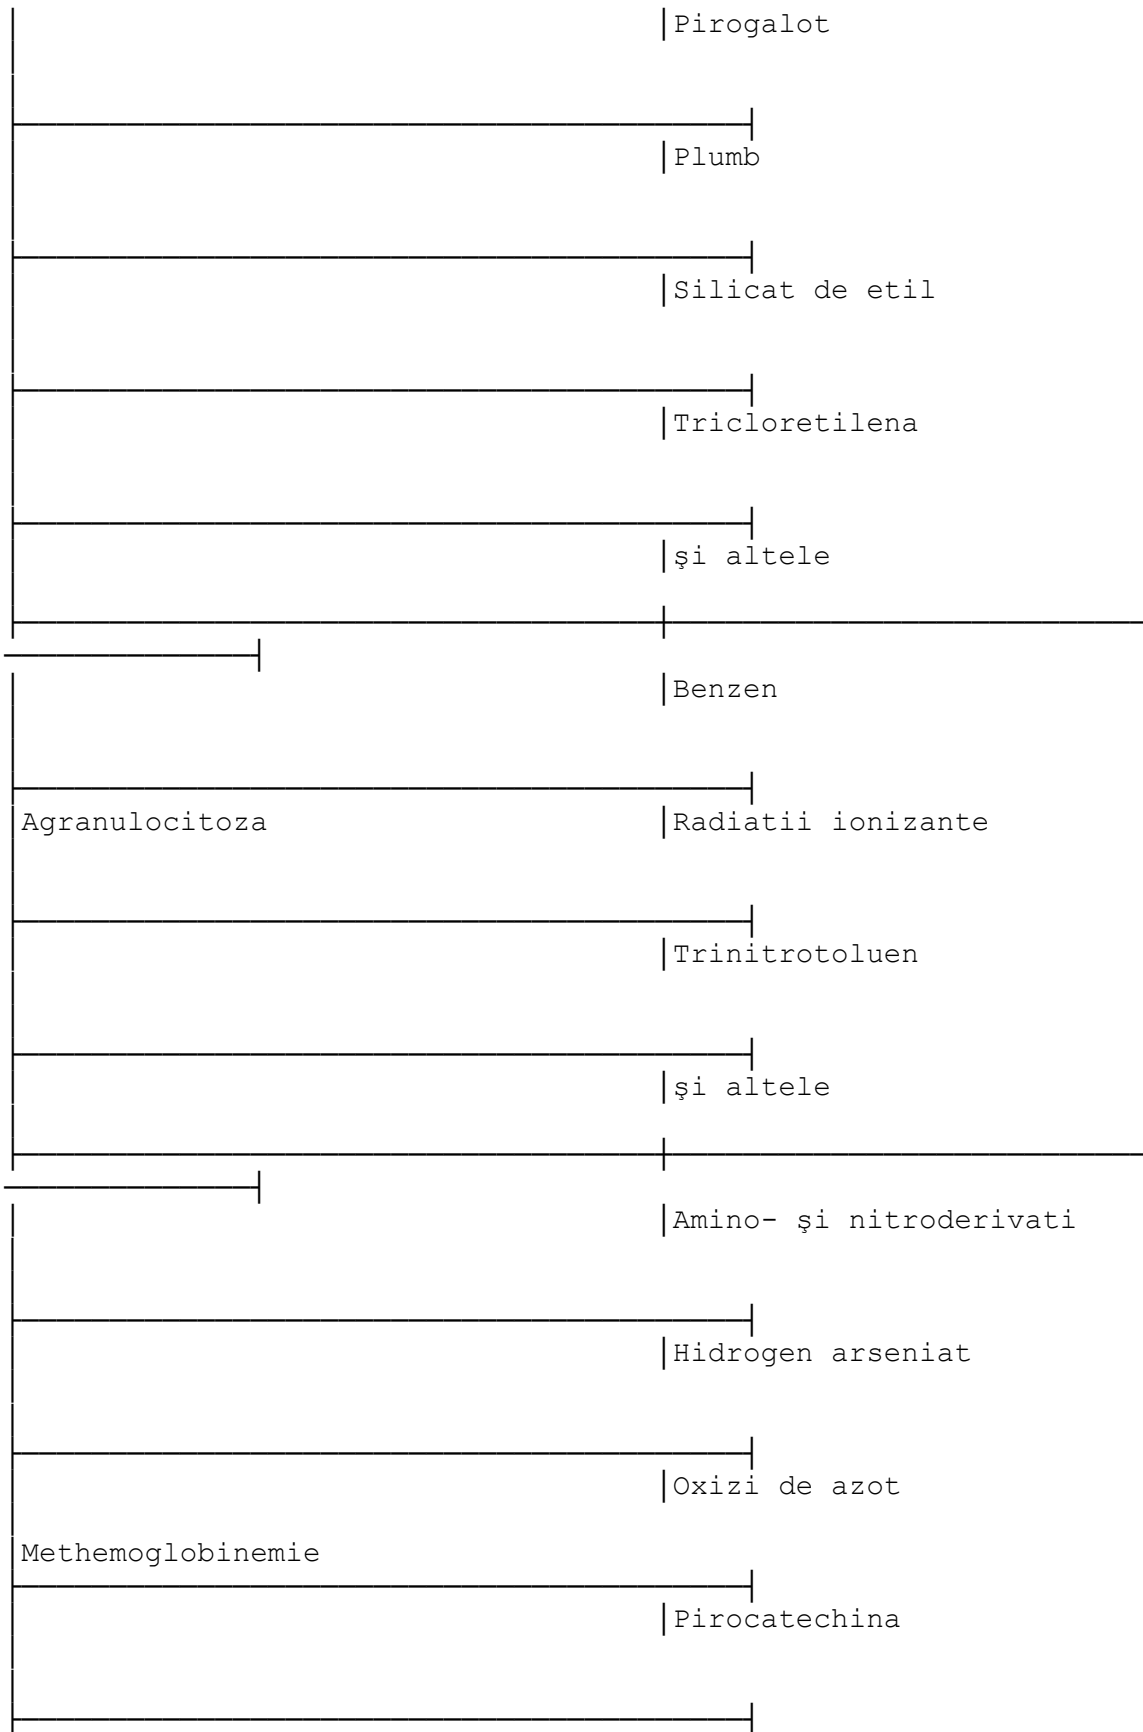 Pirogalot
Plumb
Silicat de etil
Tricloretilena
şi altele
Benzen
Agranulocitoza Radiatii ionizante
Trinitrotoluen
şi altele
Amino- şi nitroderivati
Hidrogen arseniat
Oxizi de azot
Methemoglobinemie
Pirocatechina